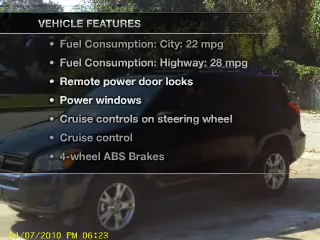 VEHICLE FEATURES
• Fuel Consumption: City: 22 mpg
• Fuel Consumption: Highway: 28 mpg
• Remote power door locks
• Power windows
• Cruise controls on steering wheel
• Cruise control
• 4-wheel ABS Brakes
01/07/2010 PM 06:23